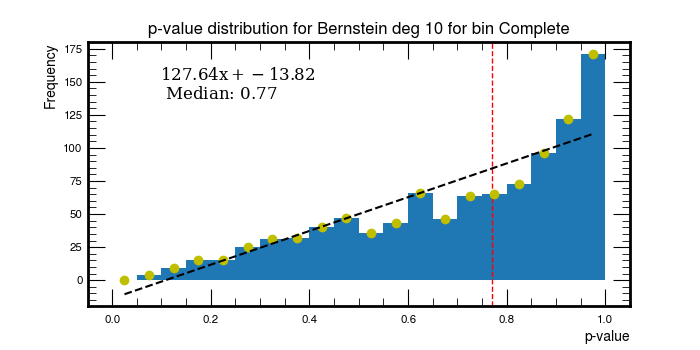 p-value distribution for Bernstein deg 10 for bin Complete
Frequency
175
150
125
100
75
50
25
0
127.64x + −13.82
Median: 0.77
0.0 0.2 0.4 0.6 0.8 1.0
p-value